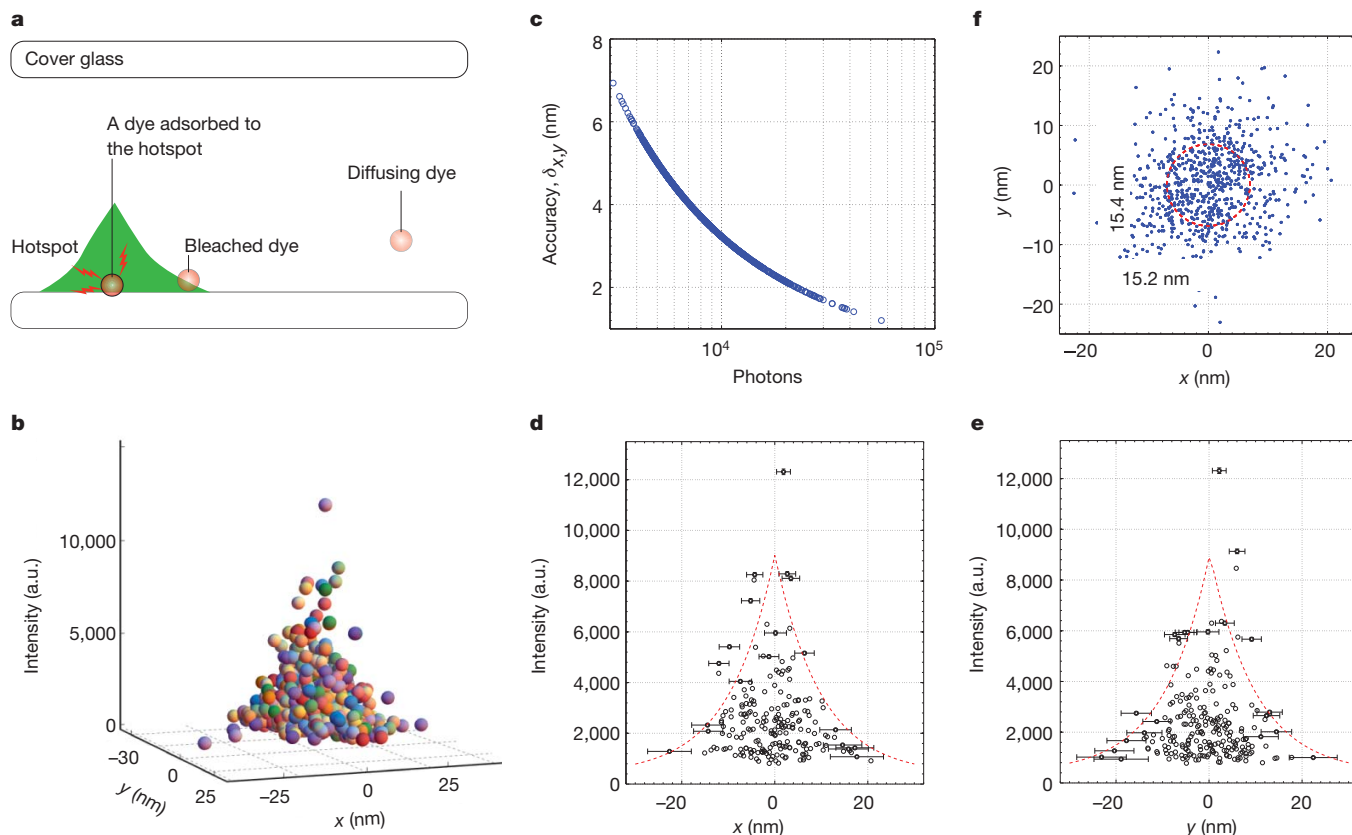 a
Cover glass
A dye adsorbed to
the hotspot
Diffusing dye
Hotspot
Bleached dye
b
10,000
5,000
0
Intensity (a.u.)
−30
0
25
y (nm)
−25
0
25
x (nm)
c
8
6
4
2
Accuracy, δx,y (nm)
10⁴
10⁵
Photons
d
12,000
10,000
8,000
6,000
4,000
2,000
0
Intensity (a.u.)
−20
0
20
x (nm)
f
20
10
0
−10
−20
y (nm)
15.4 nm
15.2 nm
−20
−10
0
10
20
x (nm)
e
12,000
10,000
8,000
6,000
4,000
2,000
0
Intensity (a.u.)
−20
0
20
y (nm)